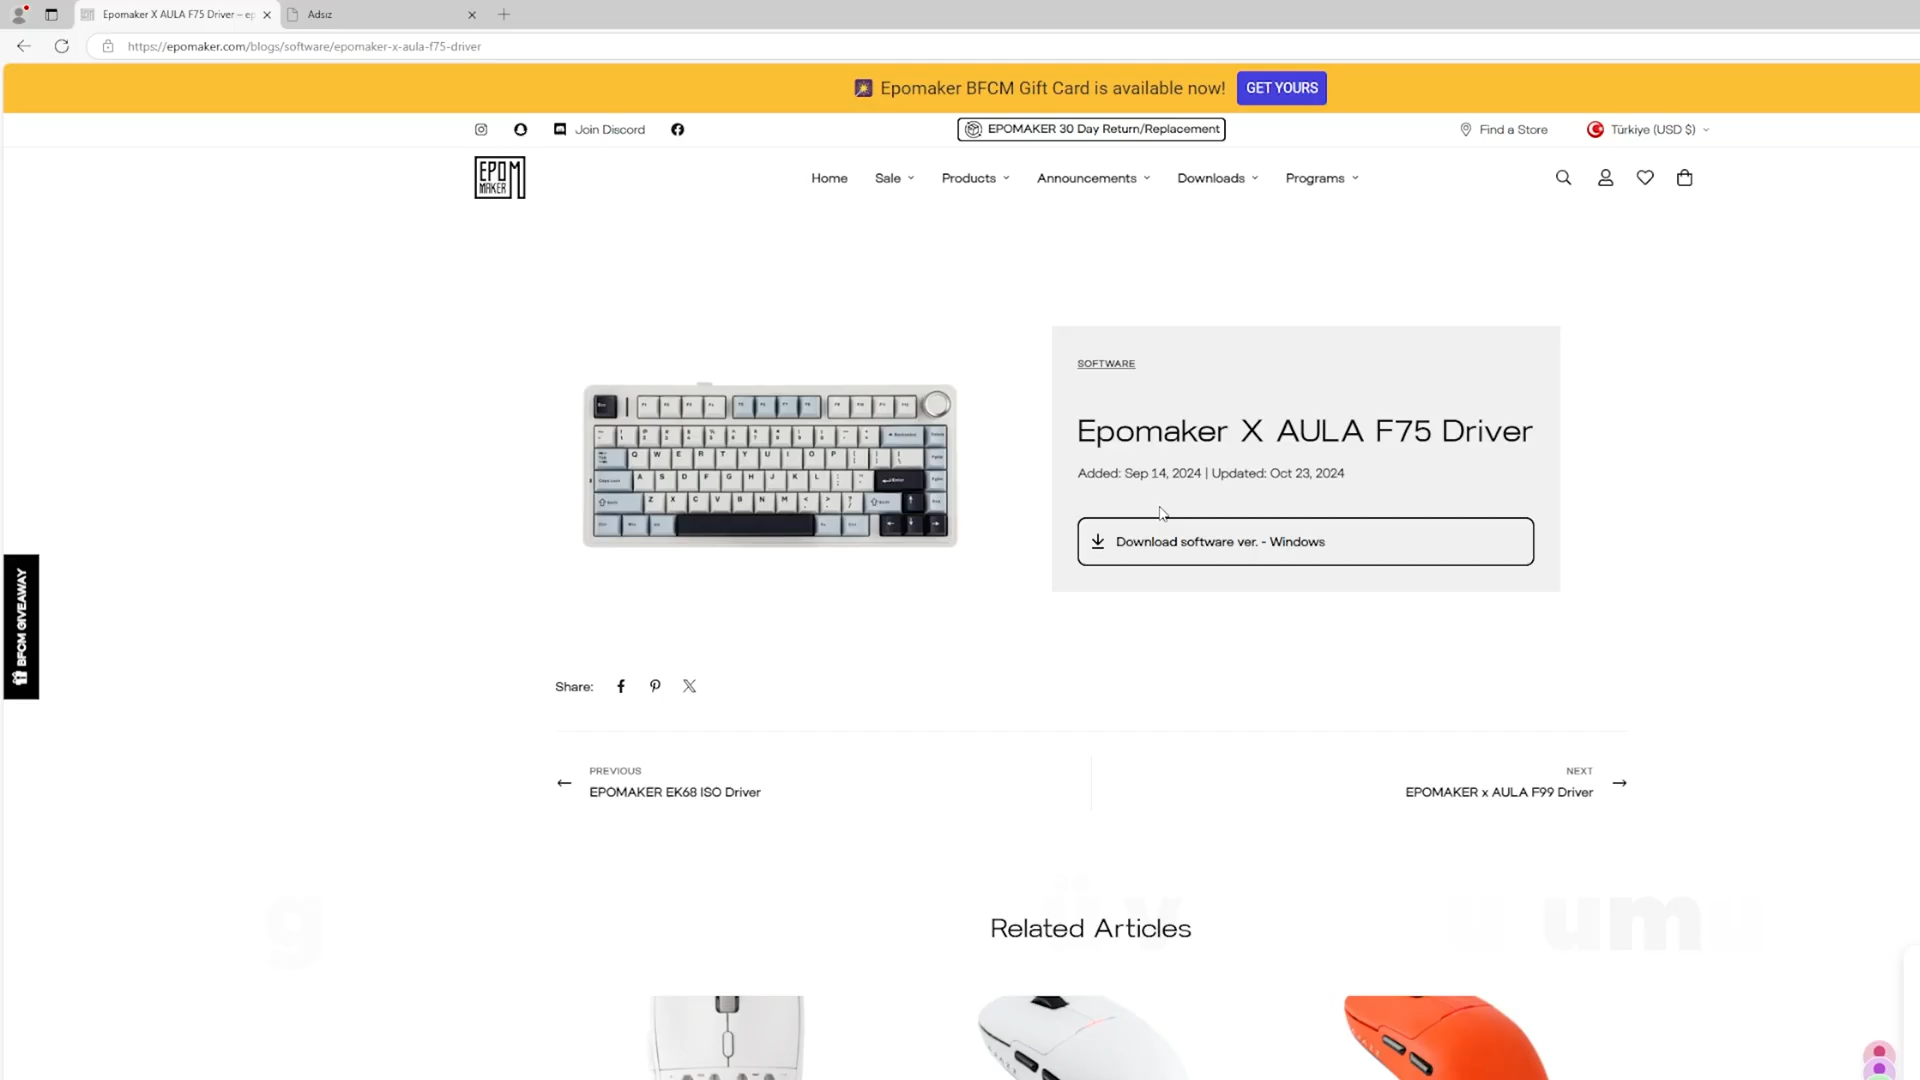 Epomaker X AULA F75 Driver – ep
Adsız
https://epomaker.com/blogs/software/epomaker-x-aula-f75-driver
Epomaker BFCM Gift Card is available now! GET YOURS
Join Discord
EPOMAKER 30 Day Return/Replacement
Find a Store
Türkiye (USD $)
EPOMAKER
Home Sale Products Announcements Downloads Programs
SOFTWARE
Epomaker X AULA F75 Driver
Added: Sep 14, 2024 | Updated: Oct 23, 2024
Download software ver. - Windows
Q W E R T Y U I O P
A S D F G H J K L
Z X C V B N M
BFCM GIVEAWAY
Share:
PREVIOUS
EPOMAKER EK68 ISO Driver
NEXT
EPOMAKER x AULA F99 Driver
Related Articles